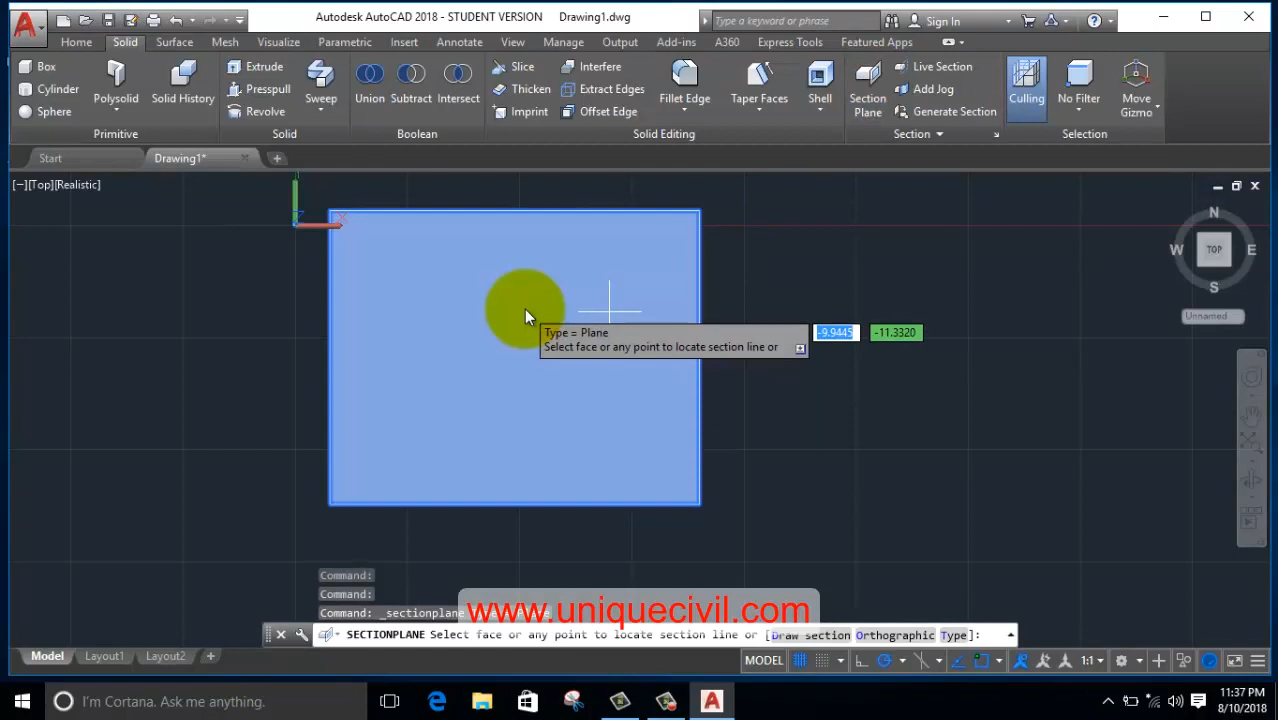 Autodesk AutoCAD 2018 - STUDENT VERSION Drawing1.dwg
Type a keyword or phrase
Sign In
Home Solid Surface Mesh Visualize Parametric Insert Annotate View Manage Output Add-ins A360 Express Tools Featured Apps
Box
Cylinder
Sphere
Polysolid
Solid History
Primitive
Extrude
Presspull
Revolve
Sweep
Solid
Union Subtract Intersect
Boolean
Slice
Thicken
Imprint
Interfere
Extract Edges
Offset Edge
Fillet Edge
Taper Faces
Shell
Solid Editing
Section
Plane
Live Section
Add Jog
Generate Section
Section
Culling
No Filter
Move
Gizmo
Selection
Start
Drawing1*
[−][Top][Realistic]
N
W TOP E
S
Unnamed
Type = Plane
Select face or any point to locate section line or
-9.9445
-11.3320
Command:
Command:
Command: _sectionplane
www.uniquecivil.com
SECTIONPLANE Select face or any point to locate section line or [Draw section Orthographic Type]:
Model Layout1 Layout2
MODEL
1:1
I'm Cortana. Ask me anything.
11:37 PM
8/10/2018